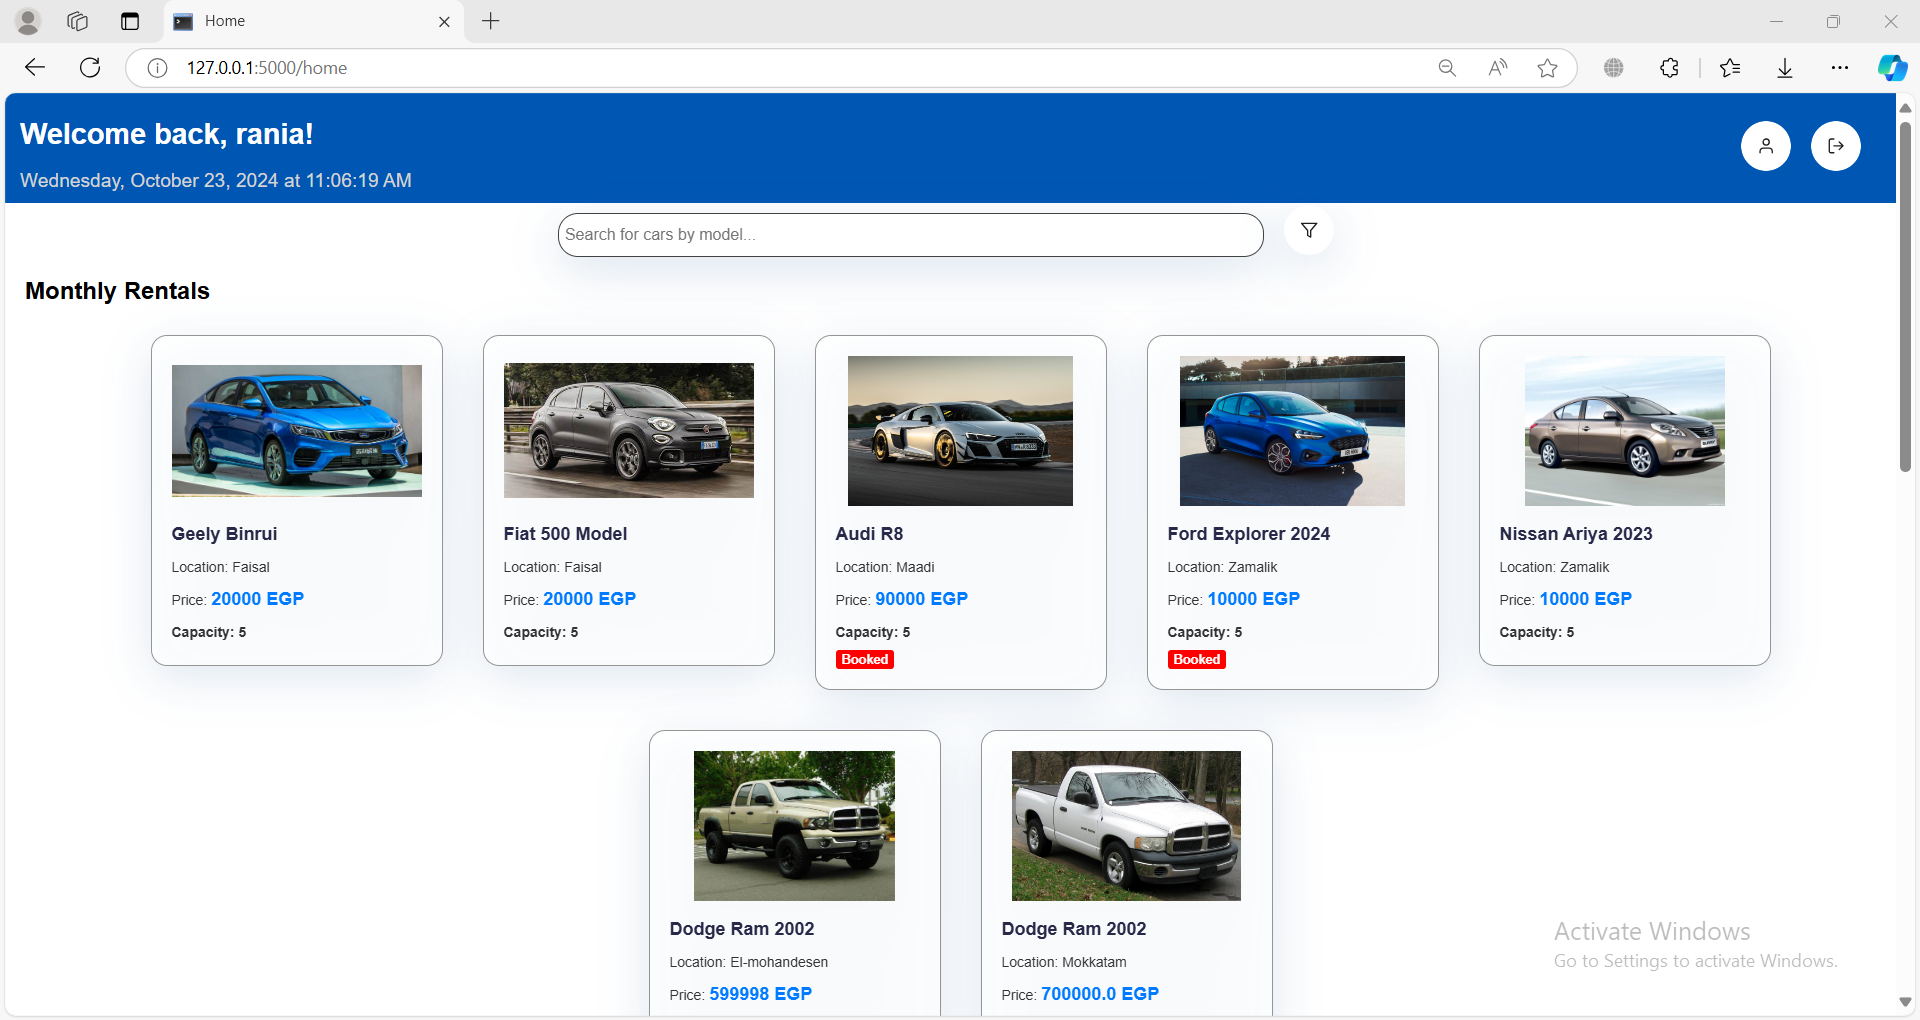 Home
127.0.0.1:5000/home
Welcome back, rania!
Wednesday, October 23, 2024 at 11:06:19 AM
Search for cars by model...
Monthly Rentals
Geely Binrui
Location: Faisal
Price: 20000 EGP
Capacity: 5
Fiat 500 Model
Location: Faisal
Price: 20000 EGP
Capacity: 5
Audi R8
Location: Maadi
Price: 90000 EGP
Capacity: 5
Booked
Ford Explorer 2024
Location: Zamalik
Price: 10000 EGP
Capacity: 5
Booked
Nissan Ariya 2023
Location: Zamalik
Price: 10000 EGP
Capacity: 5
Dodge Ram 2002
Location: El-mohandesen
Price: 599998 EGP
Dodge Ram 2002
Location: Mokkatam
Price: 700000.0 EGP
Activate Windows
Go to Settings to activate Windows.